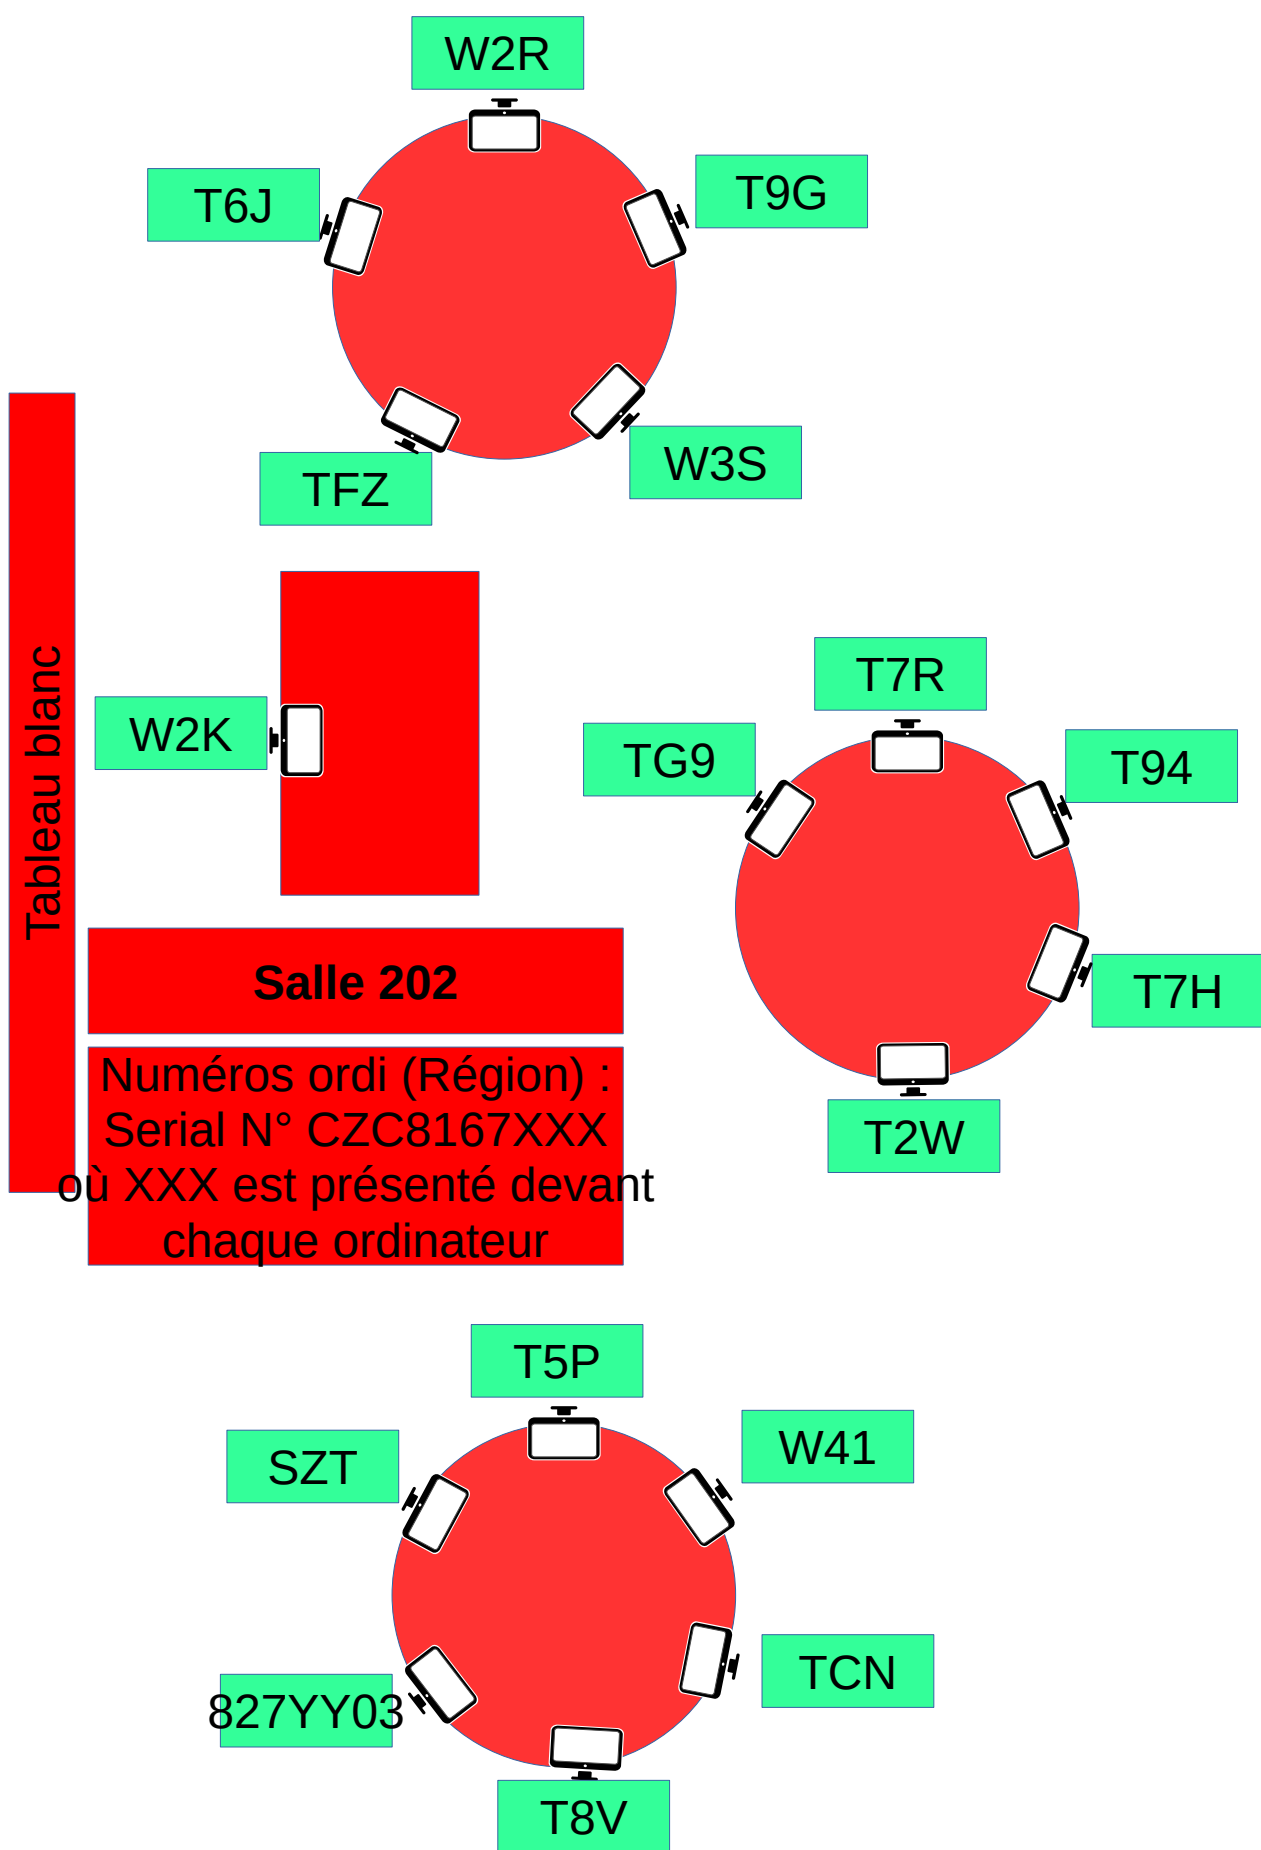 W2R
T6J
T9G
TFZ
W3S
Tableau blanc
W2K
T7R
TG9
T94
T7H
T2W
Salle 202
Numéros ordi (Région) :
Serial N° CZC8167XXX
où XXX est présenté devant
chaque ordinateur
T5P
SZT
W41
TCN
827YY03
T8V